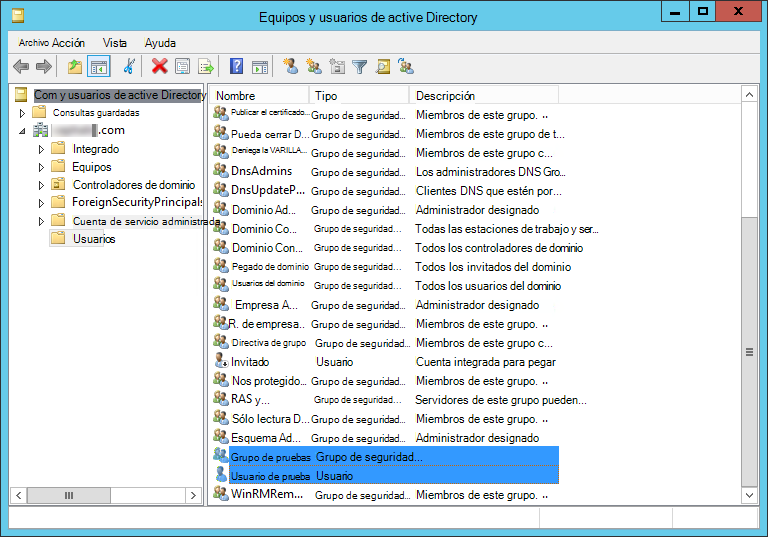 Equipos y usuarios de active Directory
Archivo Acción Vista Ayuda
Com y usuarios de active Directory
Consultas guardadas
.com
Integrado
Equipos
Controladores de dominio
ForeignSecurityPrincipals
Cuenta de servicio administrada
Usuarios
Nombre Tipo Descripción
Publicar el certificado... Grupo de seguridad... Miembros de este grupo. ..
Pueda cerrar D... Grupo de seguridad... Miembros de este grupo de t...
Deniega la VARILLA... Grupo de seguridad... Miembros de este grupo c...
DnsAdmins Grupo de seguridad... Los administradores DNS Gro...
DnsUpdateP... Grupo de seguridad... Clientes DNS que estén por...
Dominio Ad... Grupo de seguridad... Administrador designado
Dominio Co... Grupo de seguridad... Todas las estaciones de trabajo y ser...
Dominio Con... Grupo de seguridad... Todos los controladores de dominio
Pegado de dominio Grupo de seguridad... Todos los invitados del dominio
Usuarios del dominio Grupo de seguridad... Todos los usuarios del dominio
Empresa A... Grupo de seguridad... Administrador designado
R. de empresa... Grupo de seguridad... Miembros de este grupo. ..
Directiva de grupo Grupo de seguridad... Miembros de este grupo c...
Invitado Usuario Cuenta integrada para pegar
Nos protegido... Grupo de seguridad... Miembros de este grupo. ..
RAS y... Grupo de seguridad... Servidores de este grupo pueden...
Sólo lectura D... Grupo de seguridad... Miembros de este grupo. ..
Esquema Ad... Grupo de seguridad... Administrador designado
Grupo de pruebas Grupo de seguridad...
Usuario de prueba Usuario
WinRMRem... Grupo de seguridad... Miembros de este grupo. ..